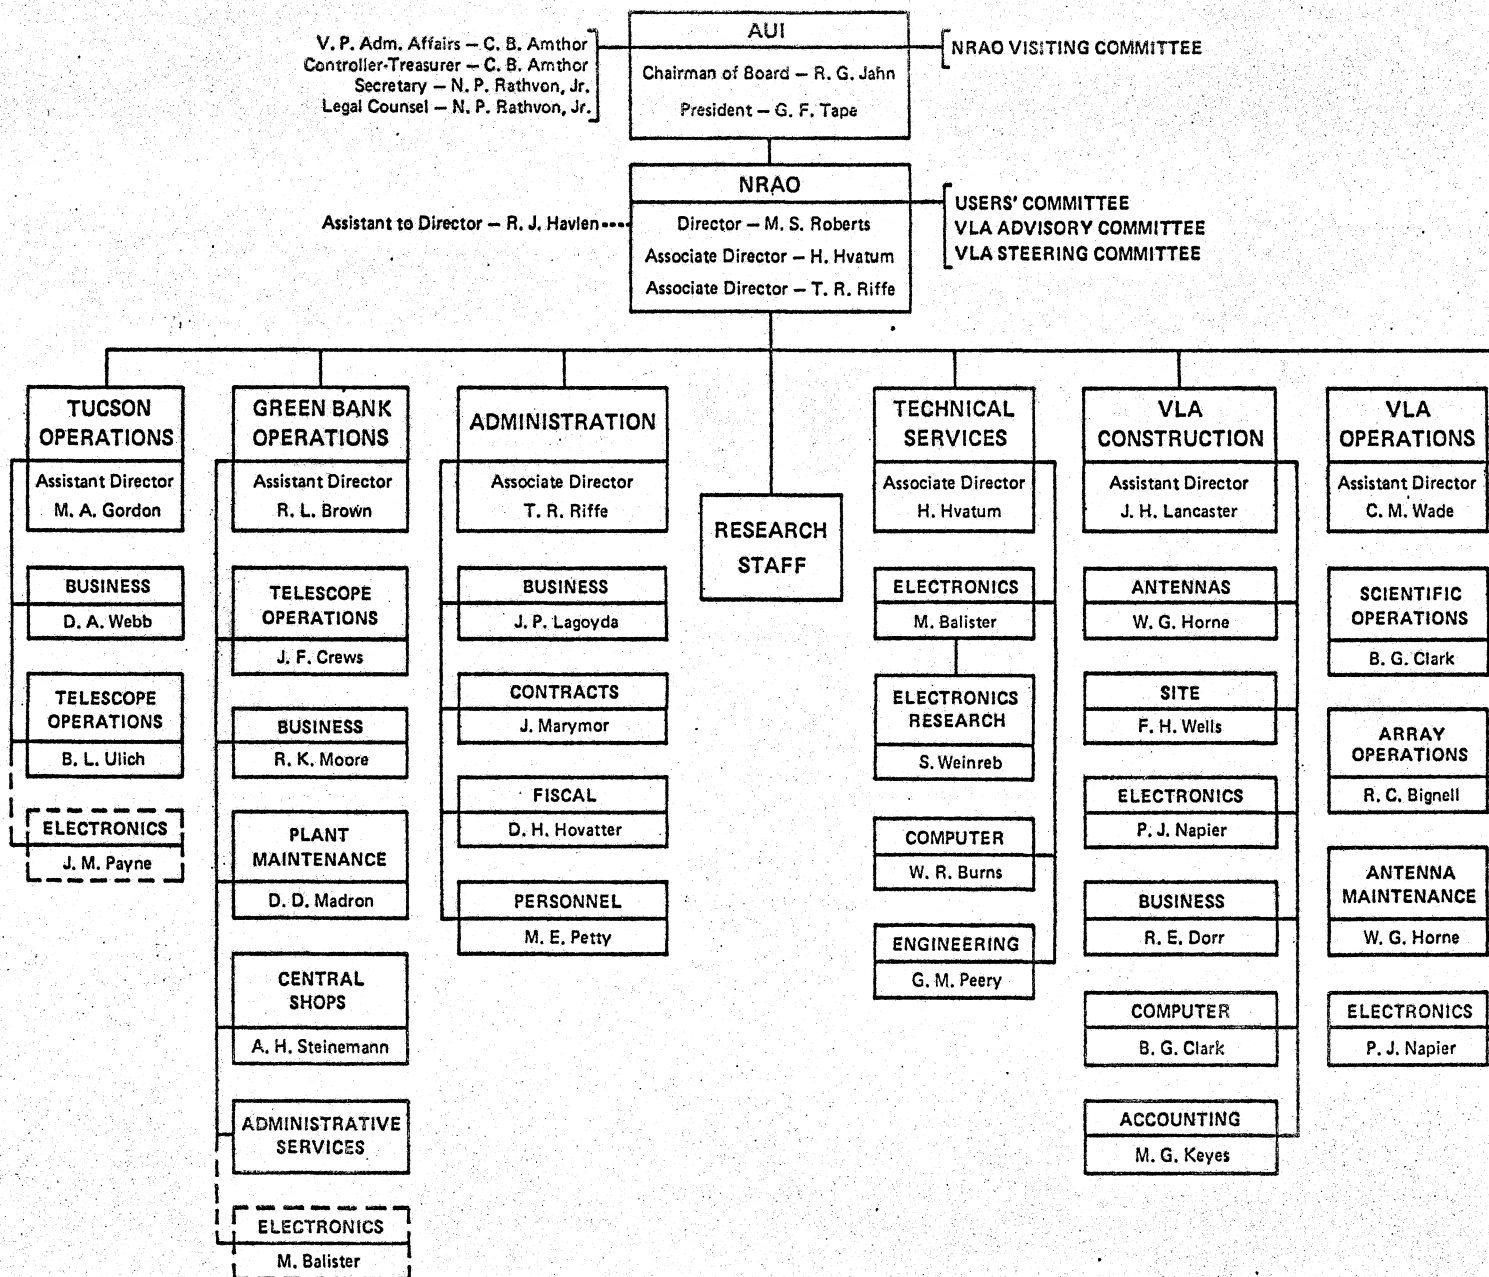 AUI
V. P. Adm. Affairs — C. B. Amthor
Controller-Treasurer — C. B. Amthor
Secretary — N. P. Rathvon, Jr.
Legal Counsel — N. P. Rathvon, Jr.
Chairman of Board — R. G. Jahn
President — G. F. Tape
NRAO VISITING COMMITTEE
NRAO
Assistant to Director — R. J. Havlen
Director — M. S. Roberts
Associate Director — H. Hvatum
Associate Director — T. R. Riffe
USERS' COMMITTEE
VLA ADVISORY COMMITTEE
VLA STEERING COMMITTEE
TUCSON
OPERATIONS
Assistant Director
M. A. Gordon
BUSINESS
D. A. Webb
TELESCOPE
OPERATIONS
B. L. Ulich
ELECTRONICS
J. M. Payne
GREEN BANK
OPERATIONS
Assistant Director
R. L. Brown
TELESCOPE
OPERATIONS
J. F. Crews
BUSINESS
R. K. Moore
PLANT
MAINTENANCE
D. D. Madron
CENTRAL
SHOPS
A. H. Steinemann
ADMINISTRATIVE
SERVICES
ELECTRONICS
M. Balister
ADMINISTRATION
Associate Director
T. R. Riffe
BUSINESS
J. P. Lagoyda
CONTRACTS
J. Marymor
FISCAL
D. H. Hovatter
PERSONNEL
M. E. Petty
RESEARCH
STAFF
TECHNICAL
SERVICES
Associate Director
H. Hvatum
ELECTRONICS
M. Balister
ELECTRONICS
RESEARCH
S. Weinreb
COMPUTER
W. R. Burns
ENGINEERING
G. M. Peery
VLA
CONSTRUCTION
Assistant Director
J. H. Lancaster
ANTENNAS
W. G. Horne
SITE
F. H. Wells
ELECTRONICS
P. J. Napier
BUSINESS
R. E. Dorr
COMPUTER
B. G. Clark
ACCOUNTING
M. G. Keyes
VLA
OPERATIONS
Assistant Director
C. M. Wade
SCIENTIFIC
OPERATIONS
B. G. Clark
ARRAY
OPERATIONS
R. C. Bignell
ANTENNA
MAINTENANCE
W. G. Horne
ELECTRONICS
P. J. Napier